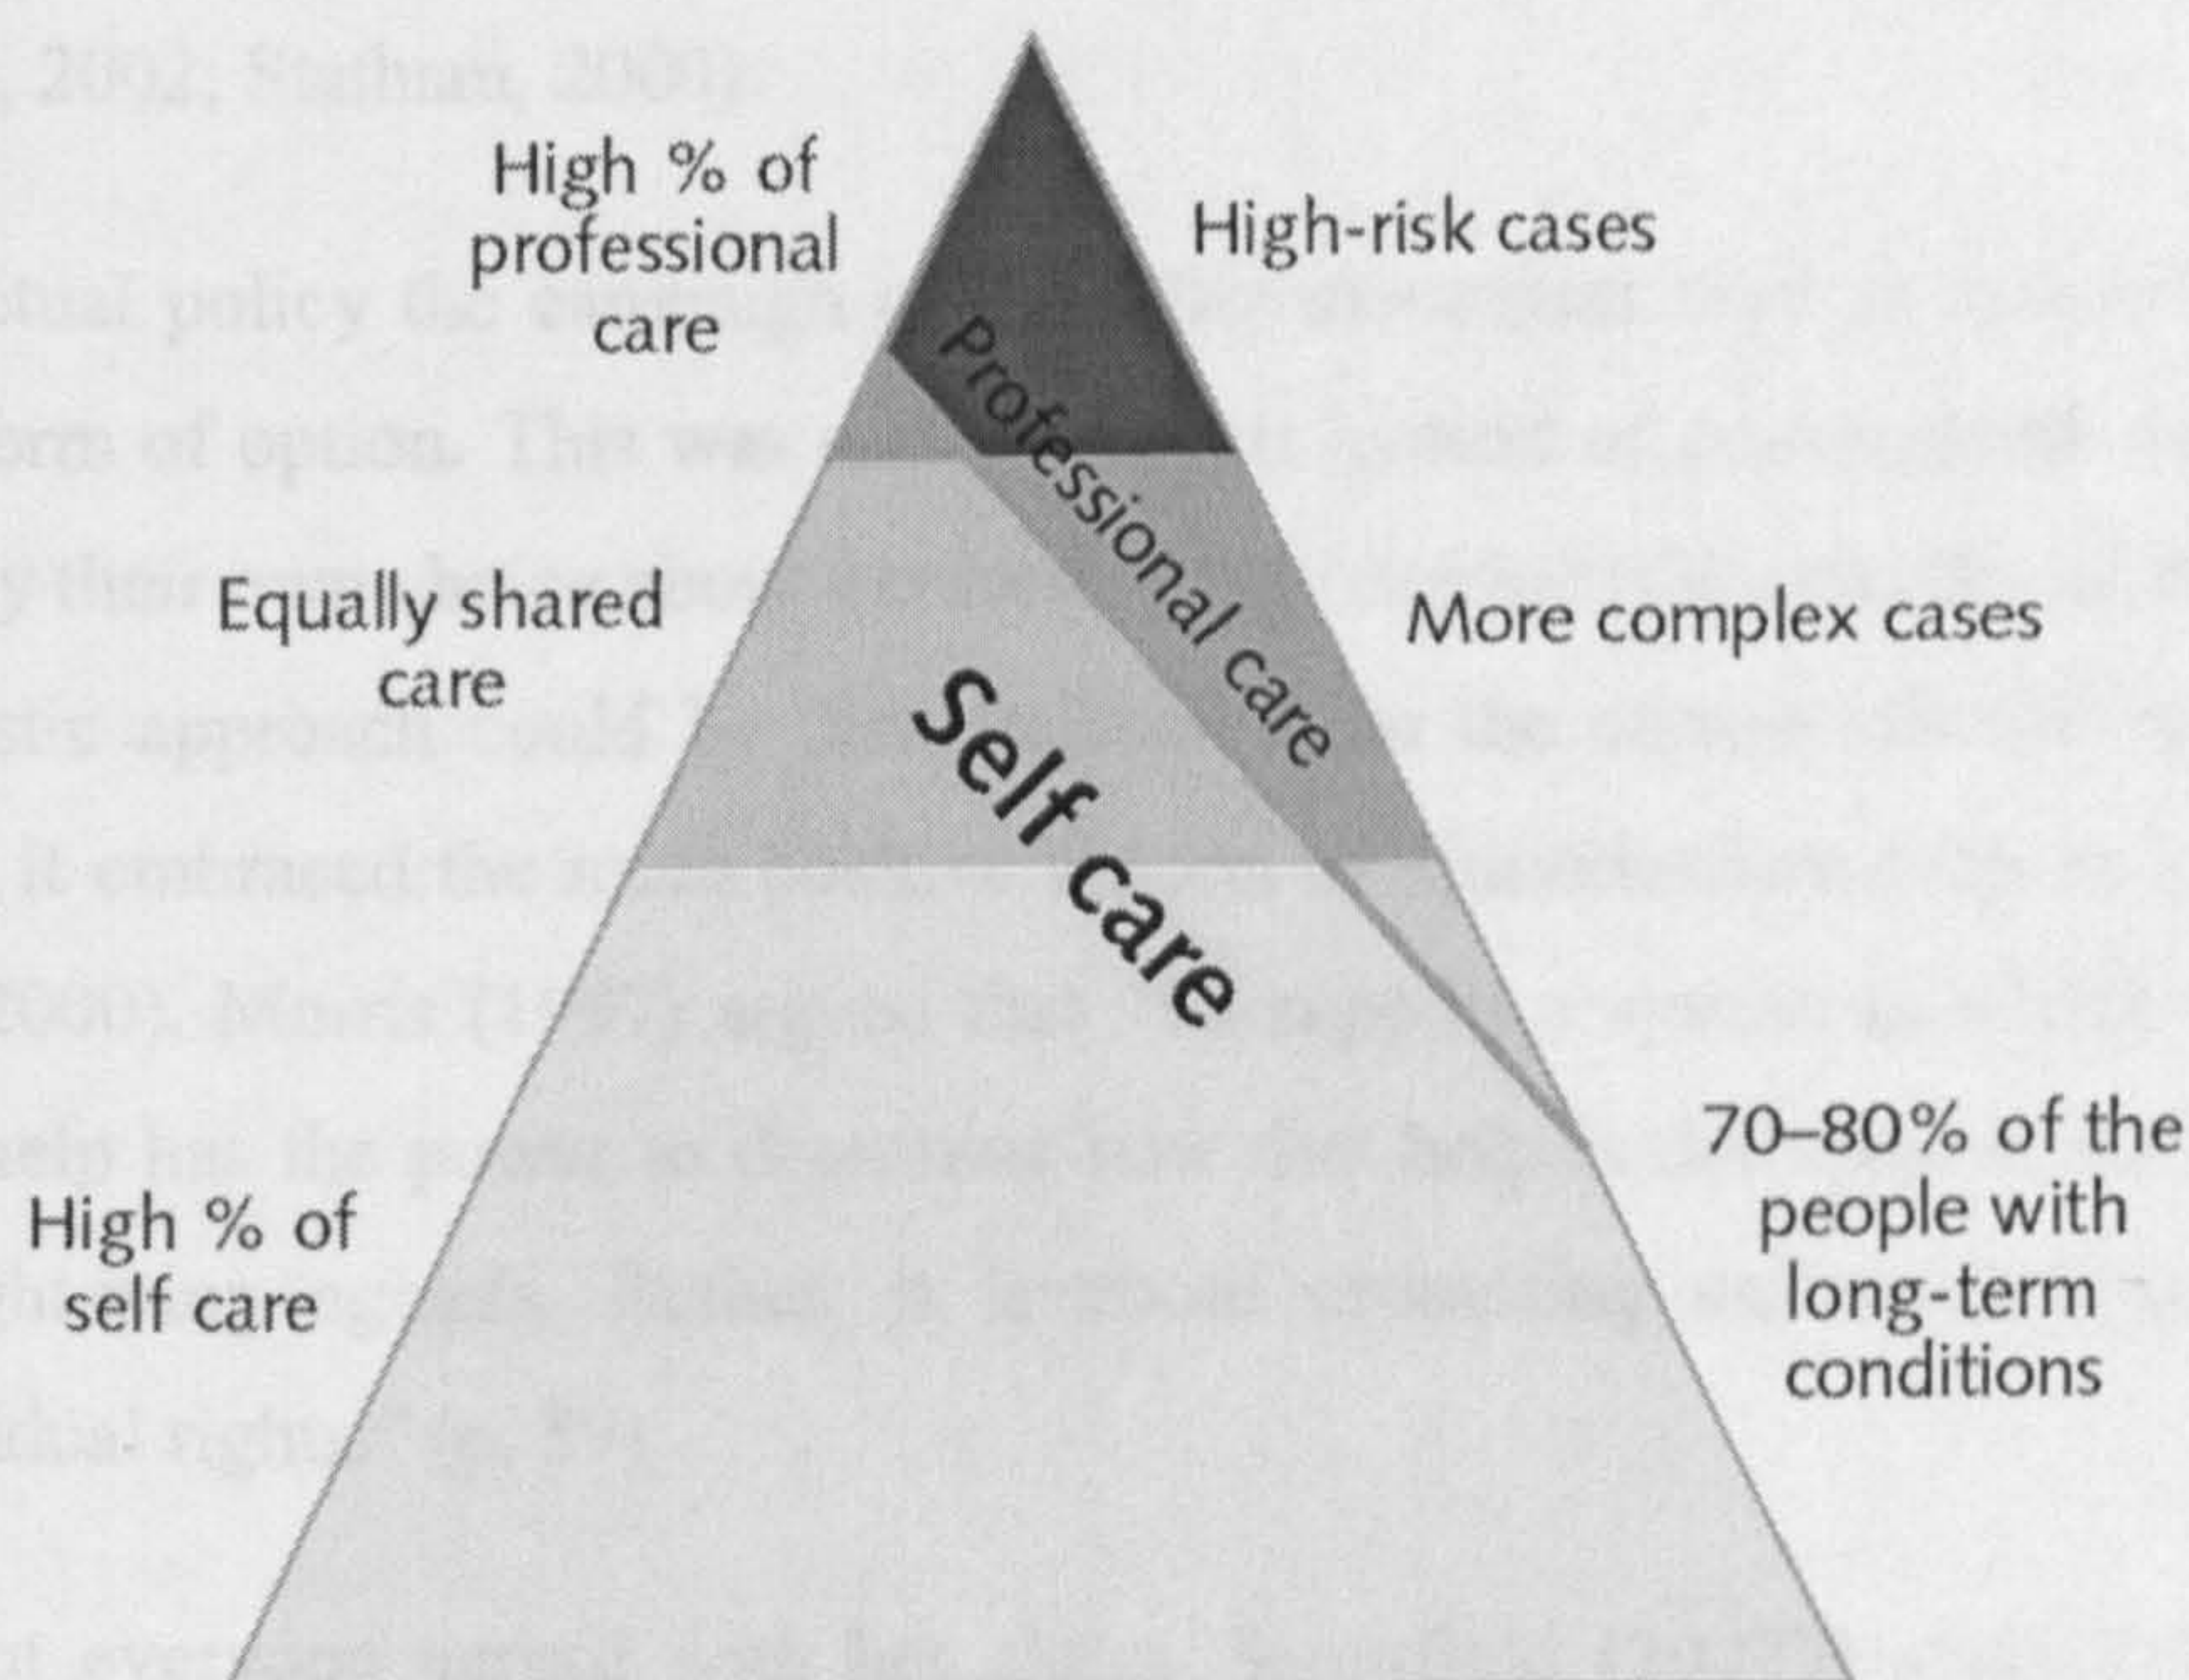 High % of
professional
care
High-risk cases
Professional care
Equally shared
care
More complex cases
Self care
High % of
self care
70–80% of the
people with
long-term
conditions